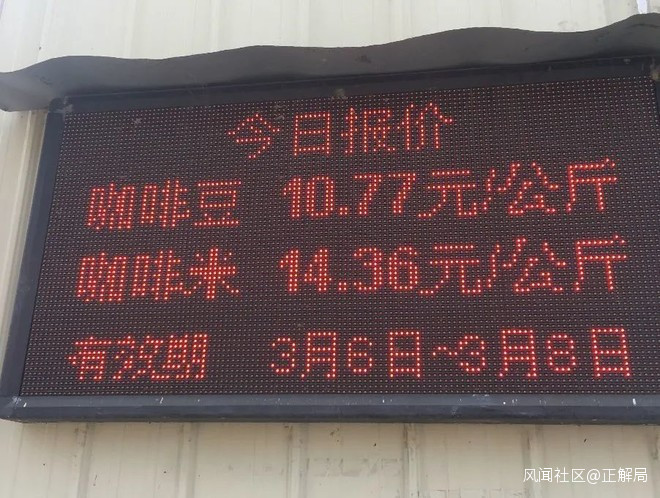 今日报价
咖啡豆 10.77元/公斤
咖啡米 14.36元/公斤
有效期 3月6日~3月8日
风闻社区@正解局